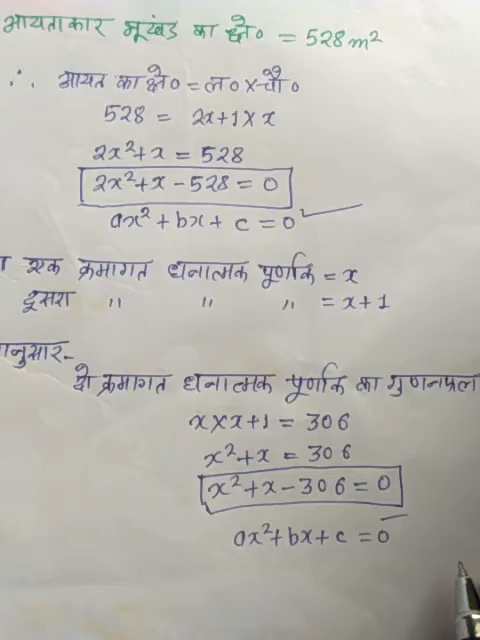 आयताकार भूखंड का क्षे० = 528m²
∴ आयत का क्षे० = ल० × चौ०
528 = 2x+1 × x
2x²+x = 528
2x²+x - 528 = 0
ax² + bx + c = 0
एक क्रमागत धनात्मक पूर्णांक = x
दूसरा " " " = x+1
दो क्रमागत धनात्मक पूर्णांक का गुणनफल
x × x+1 = 306
x²+x = 306
x²+x-306 = 0
ax²+bx+c = 0